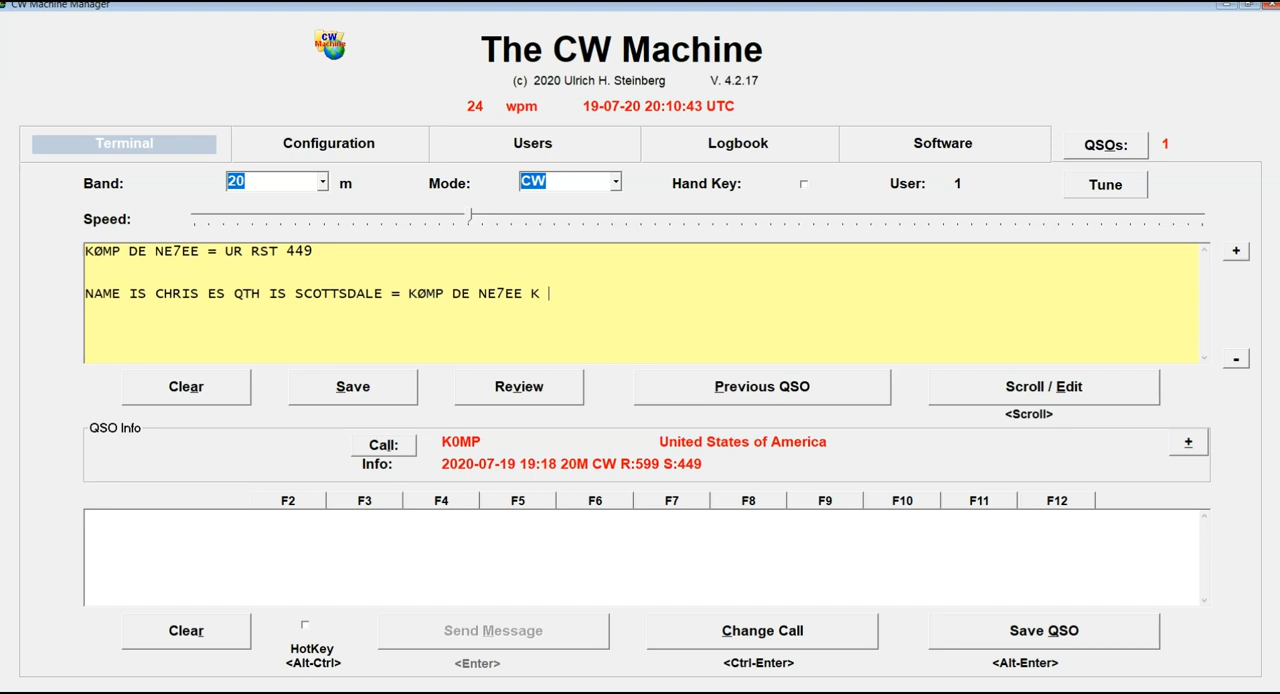 CW Machine Manager
CW
Machine
The CW Machine
(c) 2020 Ulrich H. Steinberg V. 4.2.17
24 wpm 19-07-20 20:10:43 UTC
Terminal Configuration Users Logbook Software QSOs: 1
Band: 20 m Mode: CW Hand Key: User: 1 Tune
Speed:
KØMP DE NE7EE = UR RST 449
+
NAME IS CHRIS ES QTH IS SCOTTSDALE = KØMP DE NE7EE K
-
Clear Save Review Previous QSO Scroll / Edit
<Scroll>
QSO Info
Call: K0MP United States of America +
Info: 2020-07-19 19:18 20M CW R:599 S:449
F2 F3 F4 F5 F6 F7 F8 F9 F10 F11 F12
Clear Send Message Change Call Save QSO
HotKey
<Alt-Ctrl> <Enter> <Ctrl-Enter> <Alt-Enter>